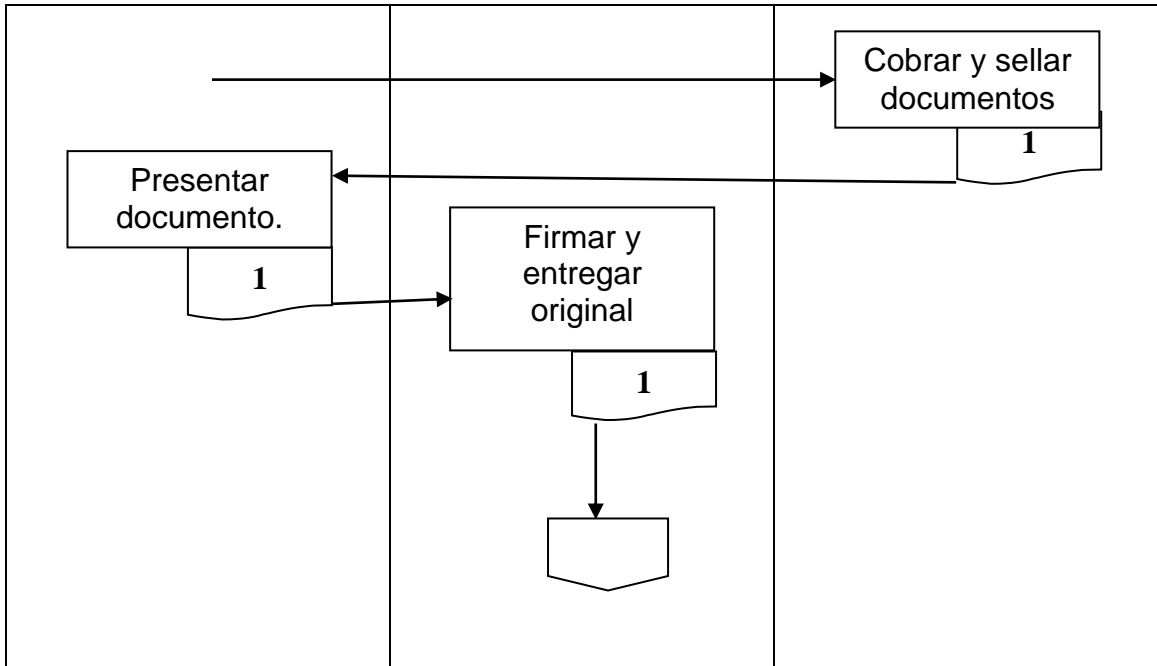 Cobrar y sellar
documentos
1
Presentar
documento.
1
Firmar y
entregar
original
1